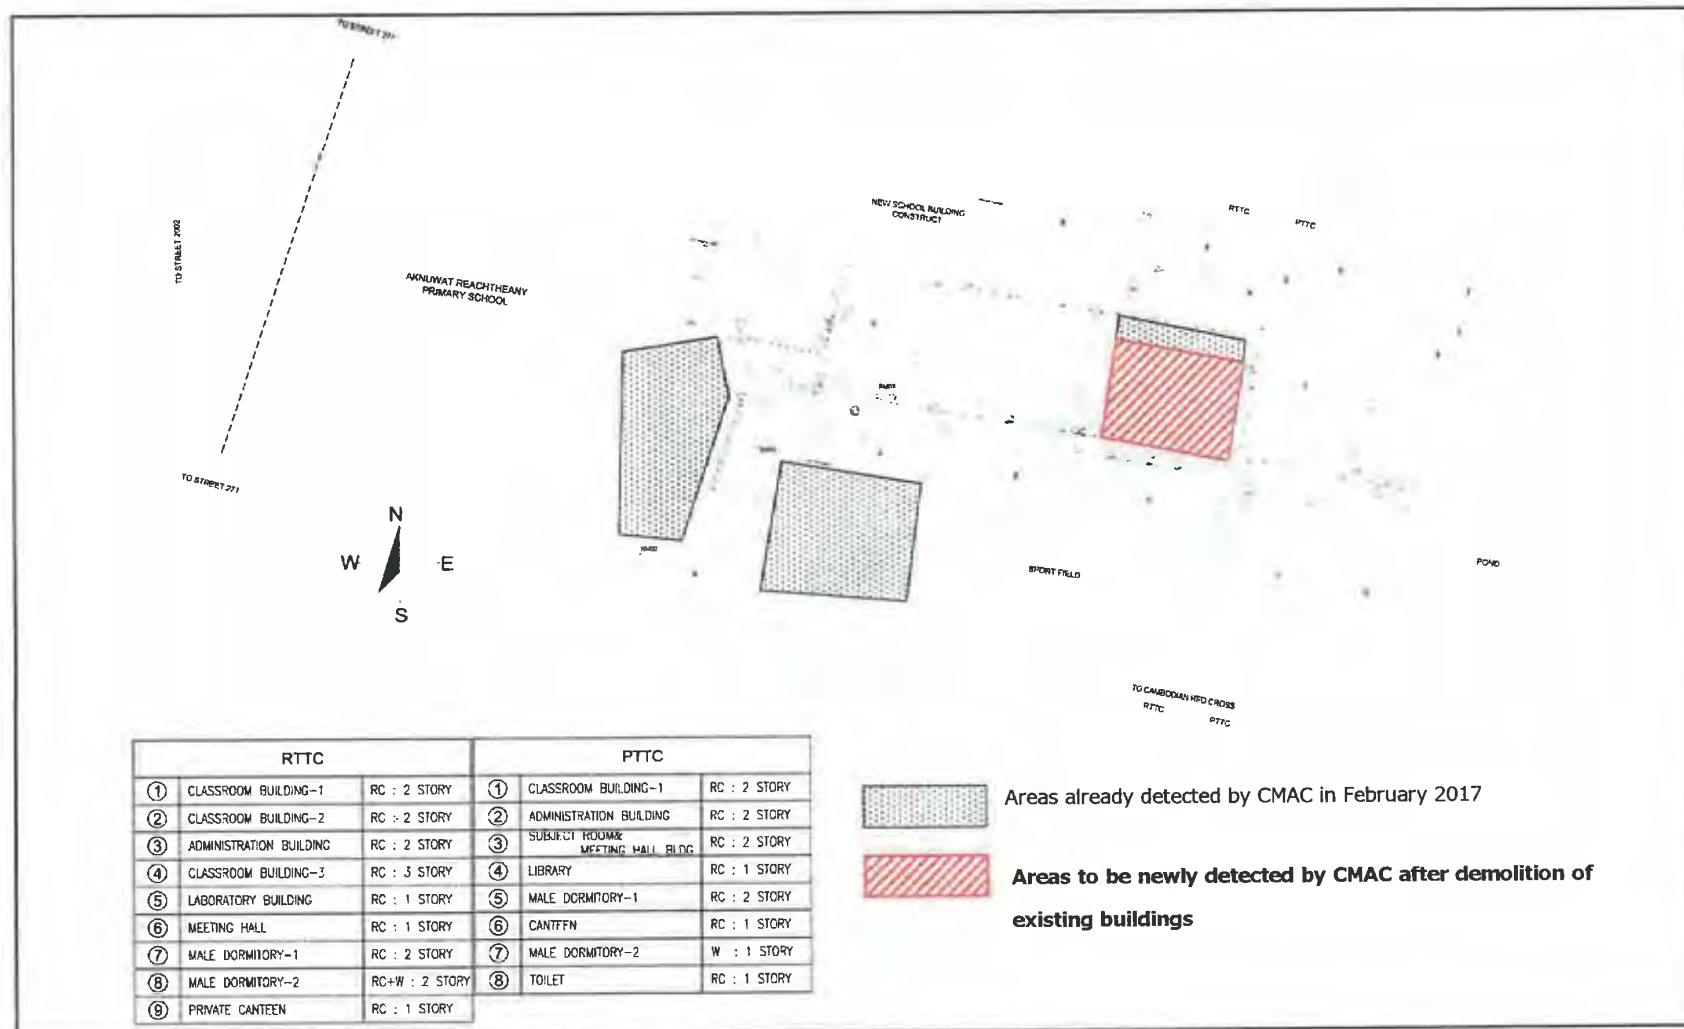 TO STREET 271
TO STREET 2002
NEW SCHOOL BUILDING
CONSTRUCT
RTTC
PTTC
AKNUWAT REACHTHEANY
PRIMARY SCHOOL
TO STREET 271
N
W
E
S
SPORT FIELD
POND
TO CAMBODIAN RED CROSS
RTTC
PTTC
RTTC PTTC
① CLASSROOM BUILDING-1 RC : 2 STORY ① CLASSROOM BUILDING-1 RC : 2 STORY
② CLASSROOM BUILDING-2 RC : 2 STORY ② ADMINISTRATION BUILDING RC : 2 STORY
③ ADMINISTRATION BUILDING RC : 2 STORY ③ SUBJECT ROOM&
MEETING HALL BLDG RC : 2 STORY
④ CLASSROOM BUILDING-3 RC : 3 STORY ④ LIBRARY RC : 1 STORY
⑤ LABORATORY BUILDING RC : 1 STORY ⑤ MALE DORMITORY-1 RC : 2 STORY
⑥ MEETING HALL RC : 1 STORY ⑥ CANTEEN RC : 1 STORY
⑦ MALE DORMITORY-1 RC : 2 STORY ⑦ MALE DORMITORY-2 W : 1 STORY
⑧ MALE DORMITORY-2 RC+W : 2 STORY ⑧ TOILET RC : 1 STORY
⑨ PRIVATE CANTEEN RC : 1 STORY
Areas already detected by CMAC in February 2017
Areas to be newly detected by CMAC after demolition of
existing buildings